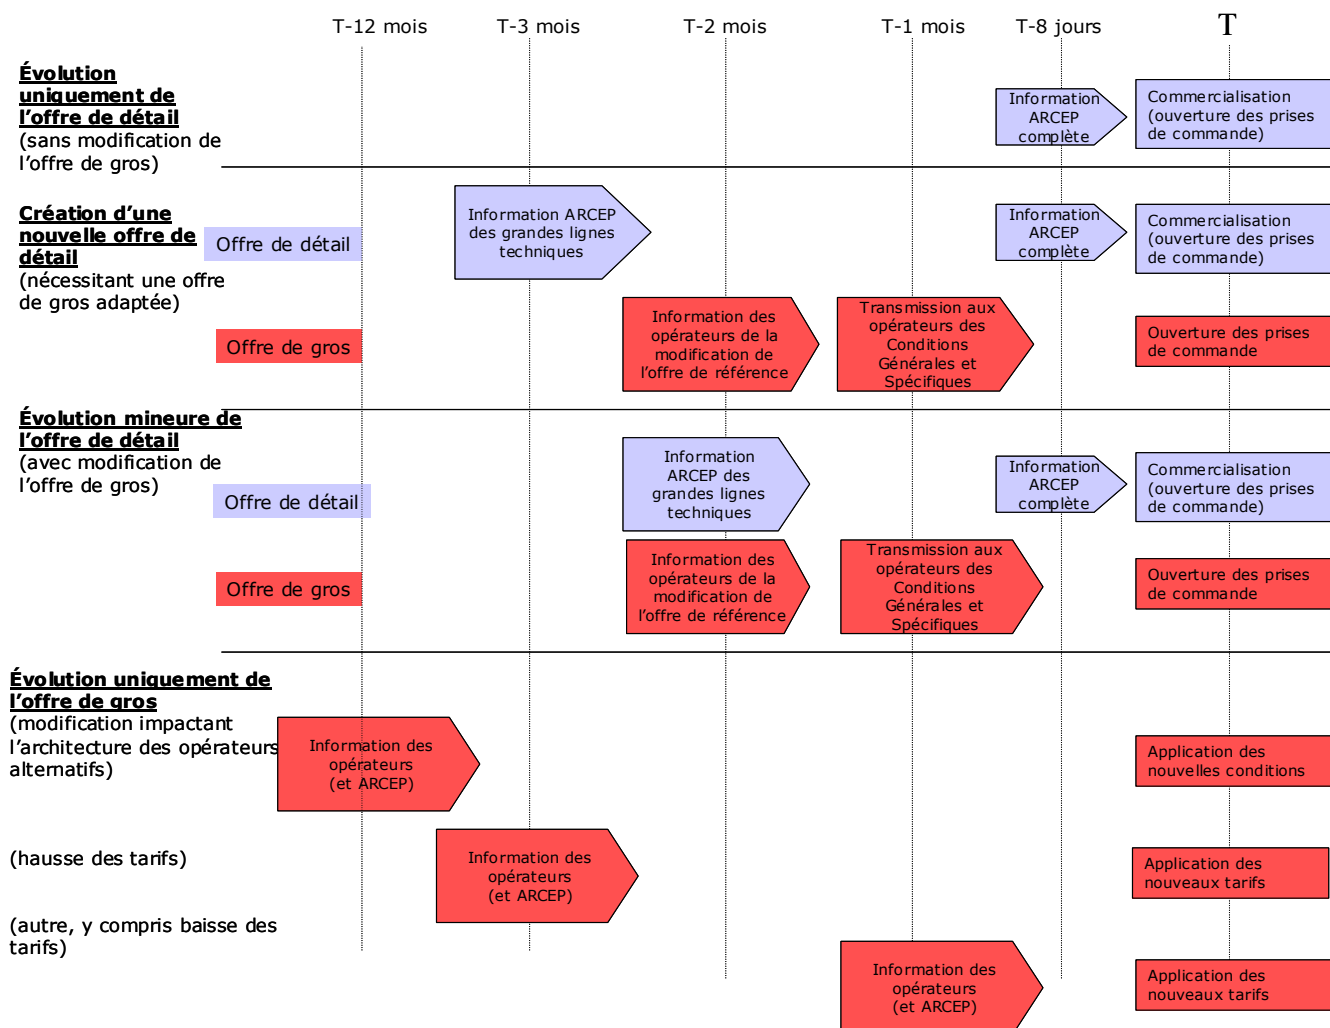 T-12 mois
T-3 mois
T-2 mois
T-1 mois
T-8 jours
T
Évolution
uniquement de
l’offre de détail
(sans modification de
l’offre de gros)
Information
ARCEP
complète
Commercialisation
(ouverture des prises
de commande)
Création d’une
nouvelle offre de
détail
(nécessitant une offre
de gros adaptée)
Offre de détail
Information ARCEP
des grandes lignes
techniques
Information
ARCEP
complète
Commercialisation
(ouverture des prises
de commande)
Offre de gros
Information des
opérateurs de la
modification de
l’offre de référence
Transmission aux
opérateurs des
Conditions
Générales et
Spécifiques
Ouverture des prises
de commande
Évolution mineure de
l’offre de détail
(avec modification de
l’offre de gros)
Offre de détail
Information
ARCEP des
grandes lignes
techniques
Information
ARCEP
complète
Commercialisation
(ouverture des prises
de commande)
Offre de gros
Information des
opérateurs de la
modification de
l’offre de référence
Transmission aux
opérateurs des
Conditions
Générales et
Spécifiques
Ouverture des prises
de commande
Évolution uniquement de
l’offre de gros
(modification impactant
l’architecture des opérateurs
alternatifs)
Information des
opérateurs
(et ARCEP)
Application des
nouvelles conditions
(hausse des tarifs)
Information des
opérateurs
(et ARCEP)
Application des
nouveaux tarifs
(autre, y compris baisse des
tarifs)
Information des
opérateurs
(et ARCEP)
Application des
nouveaux tarifs